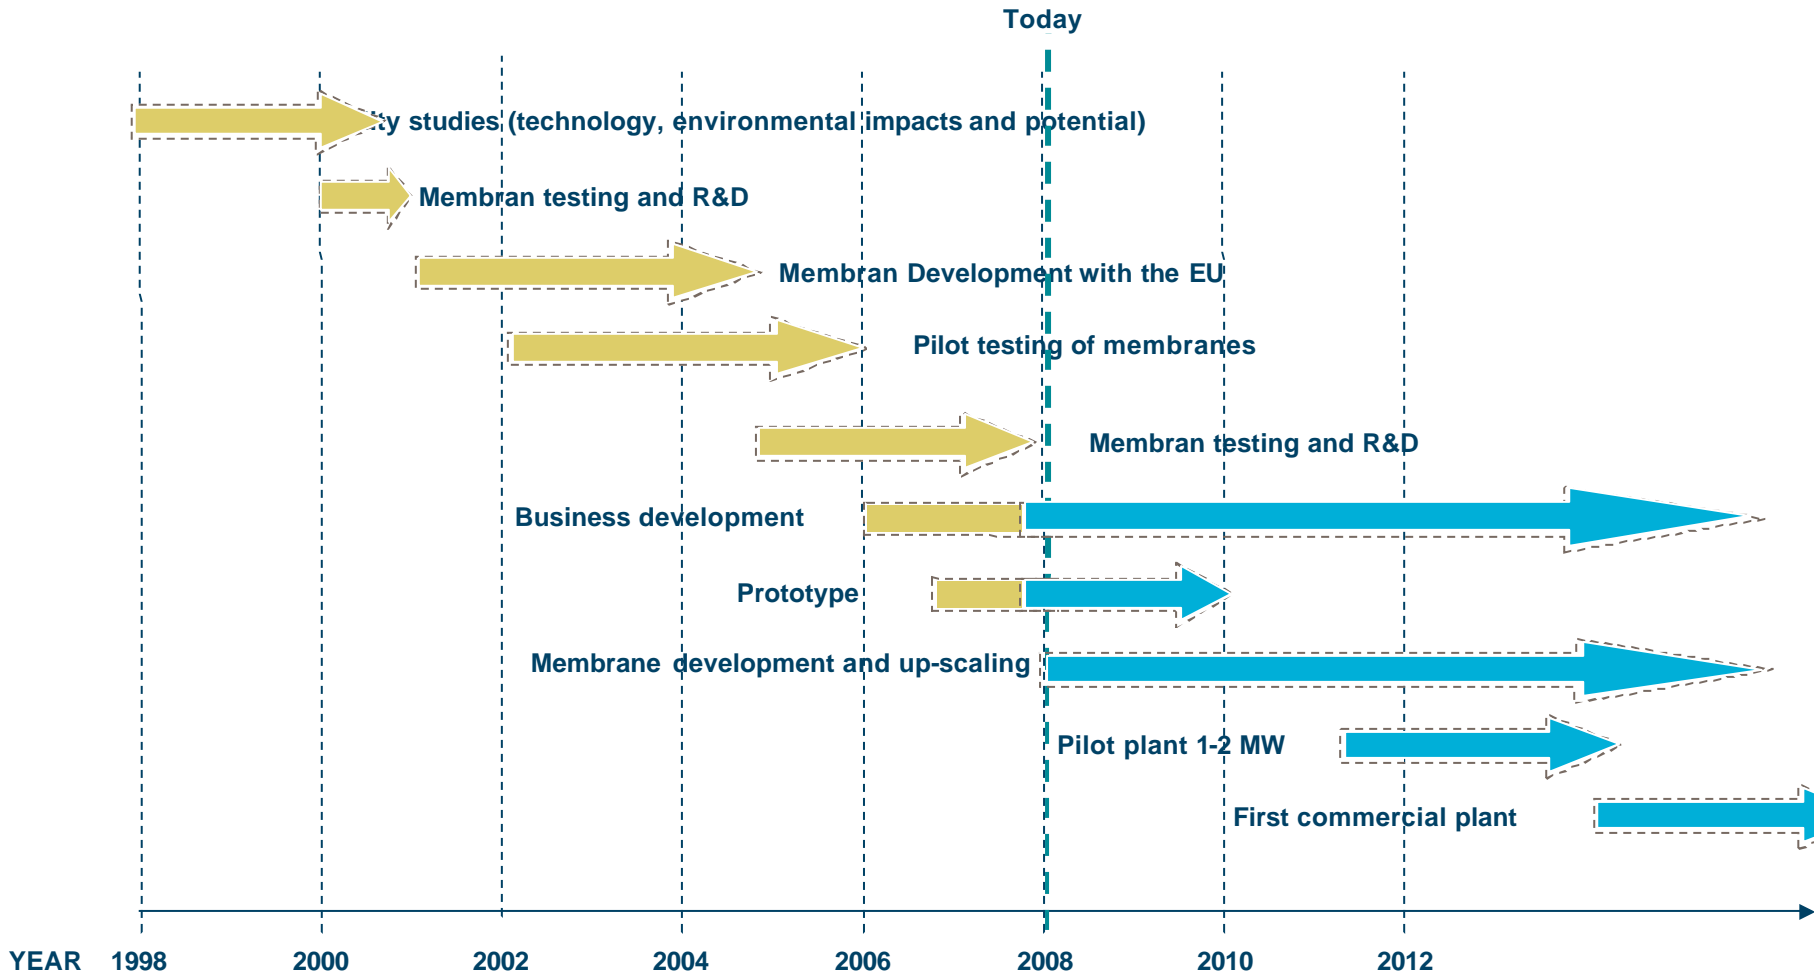 Today
ity studies (technology, environmental impacts and potential)
Membran testing and R&D
Membran Development with the EU
Pilot testing of membranes
Membran testing and R&D
Business development
Prototype
Membrane development and up-scaling
Pilot plant 1-2 MW
First commercial plant
YEAR 1998 2000 2002 2004 2006 2008 2010 2012